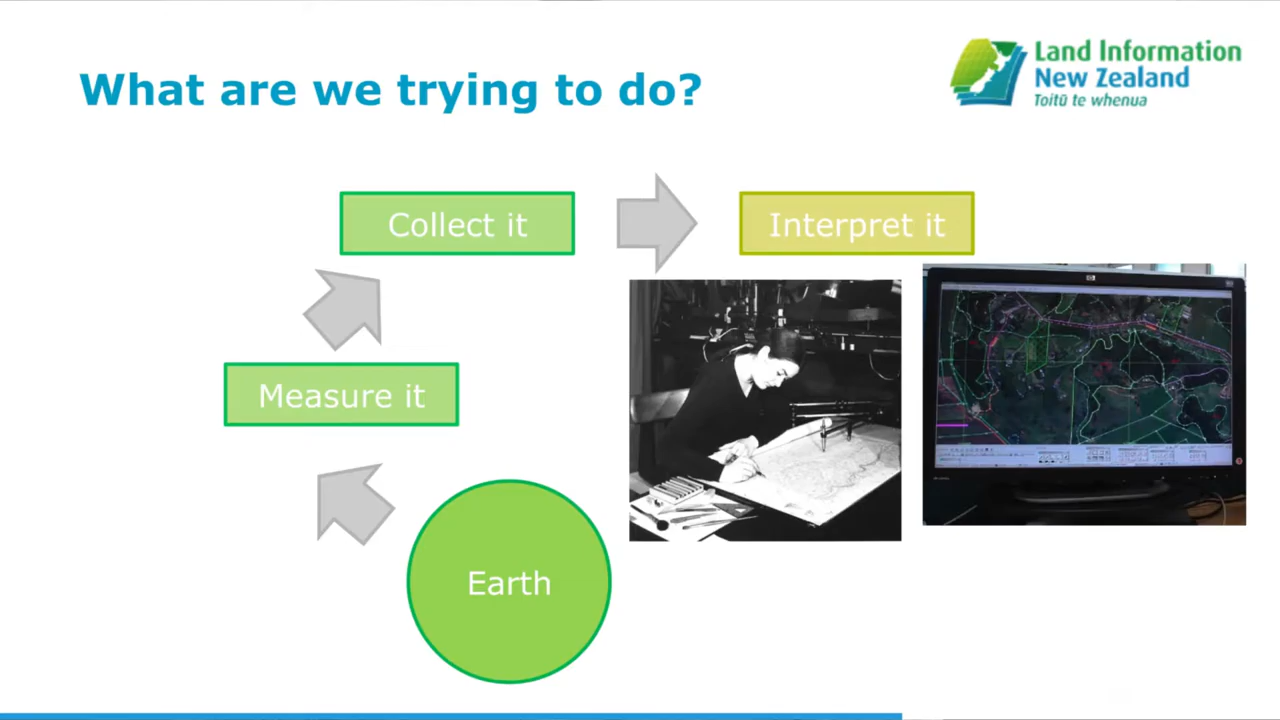 What are we trying to do?
Land Information
New Zealand
Toitū te whenua
Collect it
Interpret it
Measure it
Earth